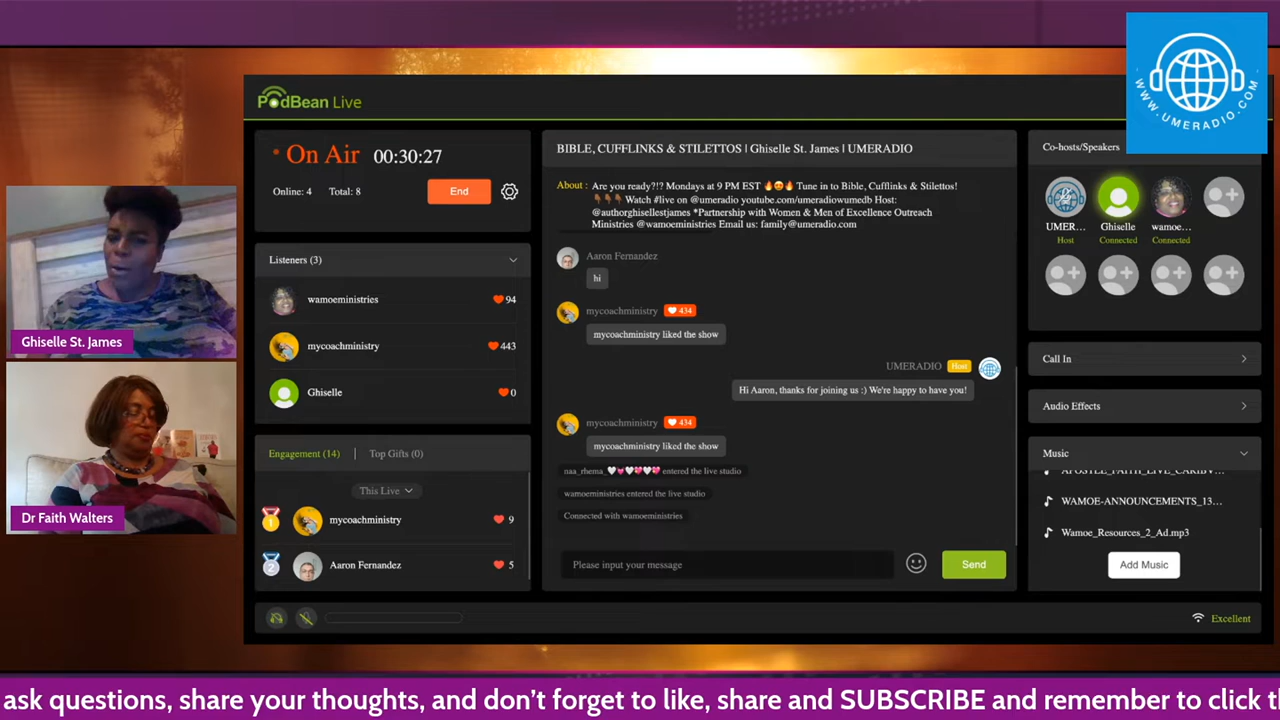 WWW.UMERADIO.COM
PodBean Live
On Air 00:30:27
Online: 4 Total: 8
End
Listeners (3)
wamoeministries 94
mycoachministry 443
Ghiselle 0
Engagement (14) | Top Gifts (0)
This Live
1 mycoachministry 9
2 Aaron Fernandez 5
BIBLE, CUFFLINKS & STILETTOS | Ghiselle St. James | UMERADIO
About : Are you ready?!? Mondays at 9 PM EST 🔥😍🔥 Tune in to Bible, Cufflinks & Stilettos!
👇🏾👇🏾👇🏾 Watch #live on @umeradio youtube.com/umeradiowumedb Host:
@authorghisellestjames *Partnership with Women & Men of Excellence Outreach
Ministries @wamoeministries Email us: family@umeradio.com
Aaron Fernandez
hi
mycoachministry 434
mycoachministry liked the show
UMERADIO Host
Hi Aaron, thanks for joining us :) We're happy to have you!
mycoachministry 434
mycoachministry liked the show
naa_rhema_🤍💗🤍💖🤍💖 entered the live studio
wamoeministries entered the live studio
Connected with wamoeministries
Please input your message
Send
Co-hosts/Speakers
UMER... Ghiselle wamoe...
Host Connected Connected
Call In
Audio Effects
Music
APOSTLE_FAITH_LIVE_CARIBV...
WAMOE-ANNOUNCEMENTS_13...
Wamoe_Resources_2_Ad.mp3
Add Music
Excellent
Ghiselle St. James
Dr Faith Walters
ask questions, share your thoughts, and don't forget to like, share and SUBSCRIBE and remember to click